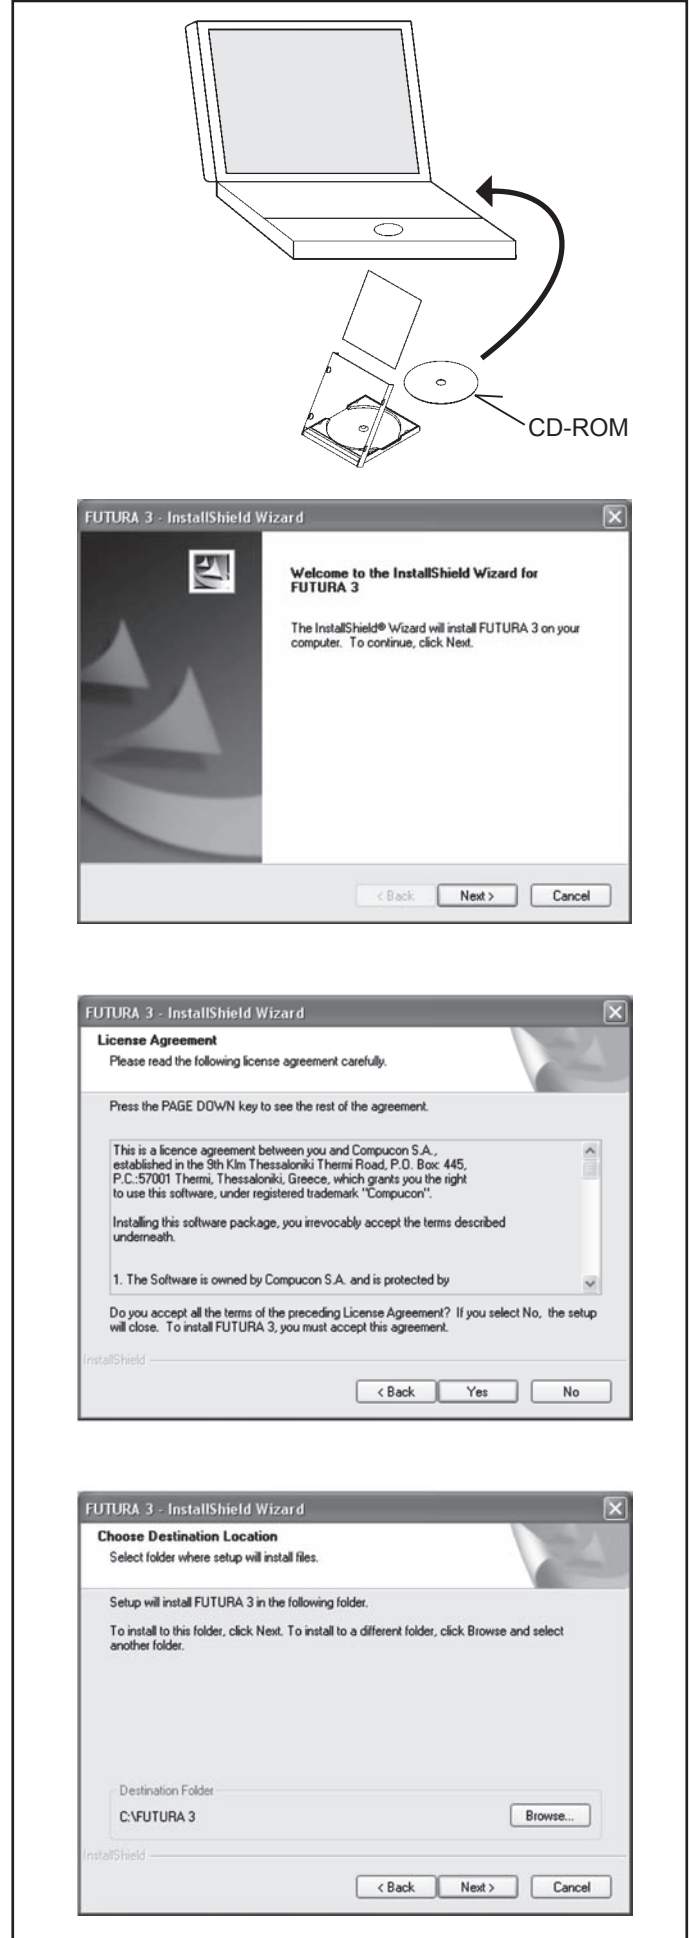 CD-ROM
FUTURA 3 - InstallShield Wizard
Welcome to the InstallShield Wizard for
FUTURA 3
The InstallShield® Wizard will install FUTURA 3 on your
computer. To continue, click Next.
< Back Next > Cancel
FUTURA 3 - InstallShield Wizard
License Agreement
Please read the following license agreement carefully.
Press the PAGE DOWN key to see the rest of the agreement.
This is a licence agreement between you and Compucon S.A.,
established in the 9th Klm Thessaloniki Thermi Road, P.O. Box: 445,
P.C.:57001 Thermi, Thessaloniki, Greece, which grants you the right
to use this software, under registered trademark "Compucon".
Installing this software package, you irrevocably accept the terms described
underneath.
1. The Software is owned by Compucon S.A. and is protected by
Do you accept all the terms of the preceding License Agreement? If you select No, the setup
will close. To install FUTURA 3, you must accept this agreement.
InstallShield
< Back Yes No
FUTURA 3 - InstallShield Wizard
Choose Destination Location
Select folder where setup will install files.
Setup will install FUTURA 3 in the following folder.
To install to this folder, click Next. To install to a different folder, click Browse and select
another folder.
Destination Folder
C:\FUTURA 3 Browse...
InstallShield
< Back Next > Cancel